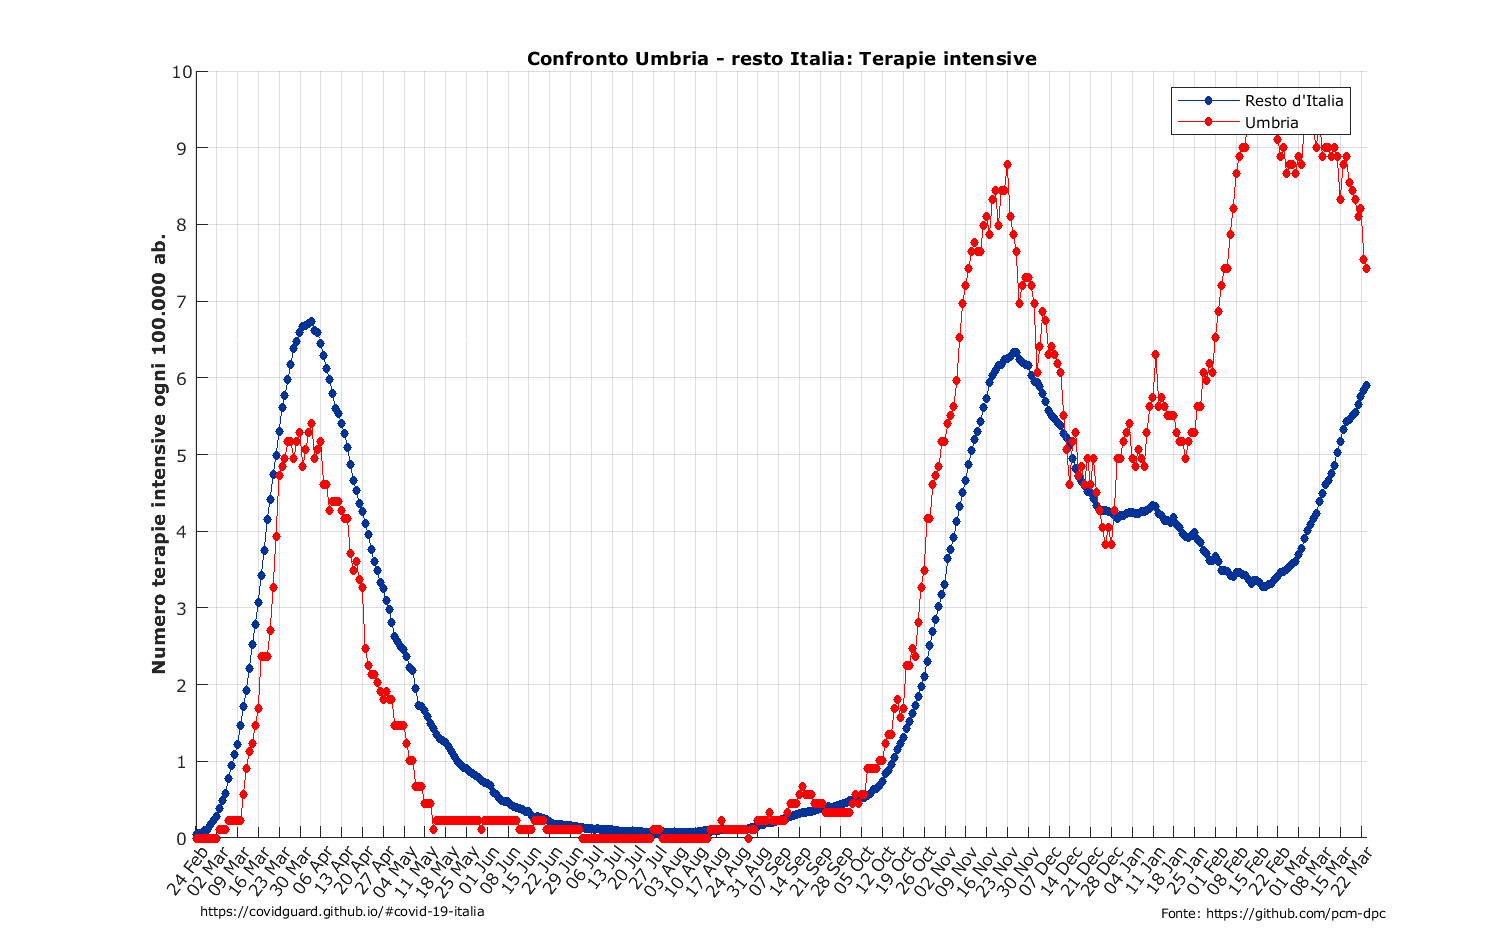 Confronto Umbria - resto Italia: Terapie intensive
Resto d'Italia
Umbria
Numero terapie intensive ogni 100.000 ab.
10
9
8
7
6
5
4
3
2
1
0
24 Feb
02 Mar
09 Mar
16 Mar
23 Mar
30 Mar
06 Apr
13 Apr
20 Apr
27 Apr
04 May
11 May
18 May
25 May
01 Jun
08 Jun
15 Jun
22 Jun
29 Jun
06 Jul
13 Jul
20 Jul
27 Jul
03 Aug
10 Aug
17 Aug
24 Aug
31 Aug
07 Sep
14 Sep
21 Sep
28 Sep
05 Oct
12 Oct
19 Oct
26 Oct
02 Nov
09 Nov
16 Nov
23 Nov
30 Nov
07 Dec
14 Dec
21 Dec
28 Dec
04 Jan
11 Jan
18 Jan
25 Jan
01 Feb
08 Feb
15 Feb
22 Feb
01 Mar
08 Mar
15 Mar
22 Mar
https://covidguard.github.io/#covid-19-italia
Fonte: https://github.com/pcm-dpc